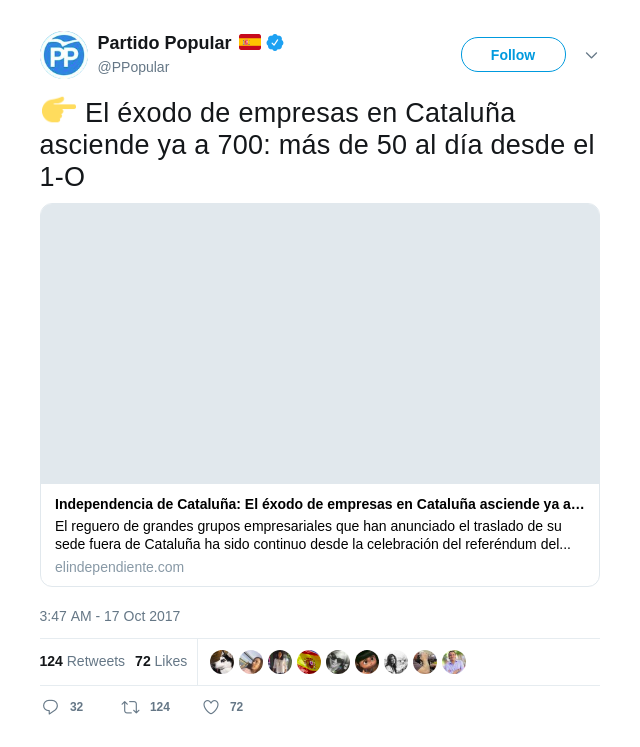 PP
Partido Popular
@PPopular
Follow
El éxodo de empresas en Cataluña
asciende ya a 700: más de 50 al día desde el
1-O
Independencia de Cataluña: El éxodo de empresas en Cataluña asciende ya a…
El reguero de grandes grupos empresariales que han anunciado el traslado de su
sede fuera de Cataluña ha sido continuo desde la celebración del referéndum del...
elindependiente.com
3:47 AM - 17 Oct 2017
124 Retweets 72 Likes
32 124 72